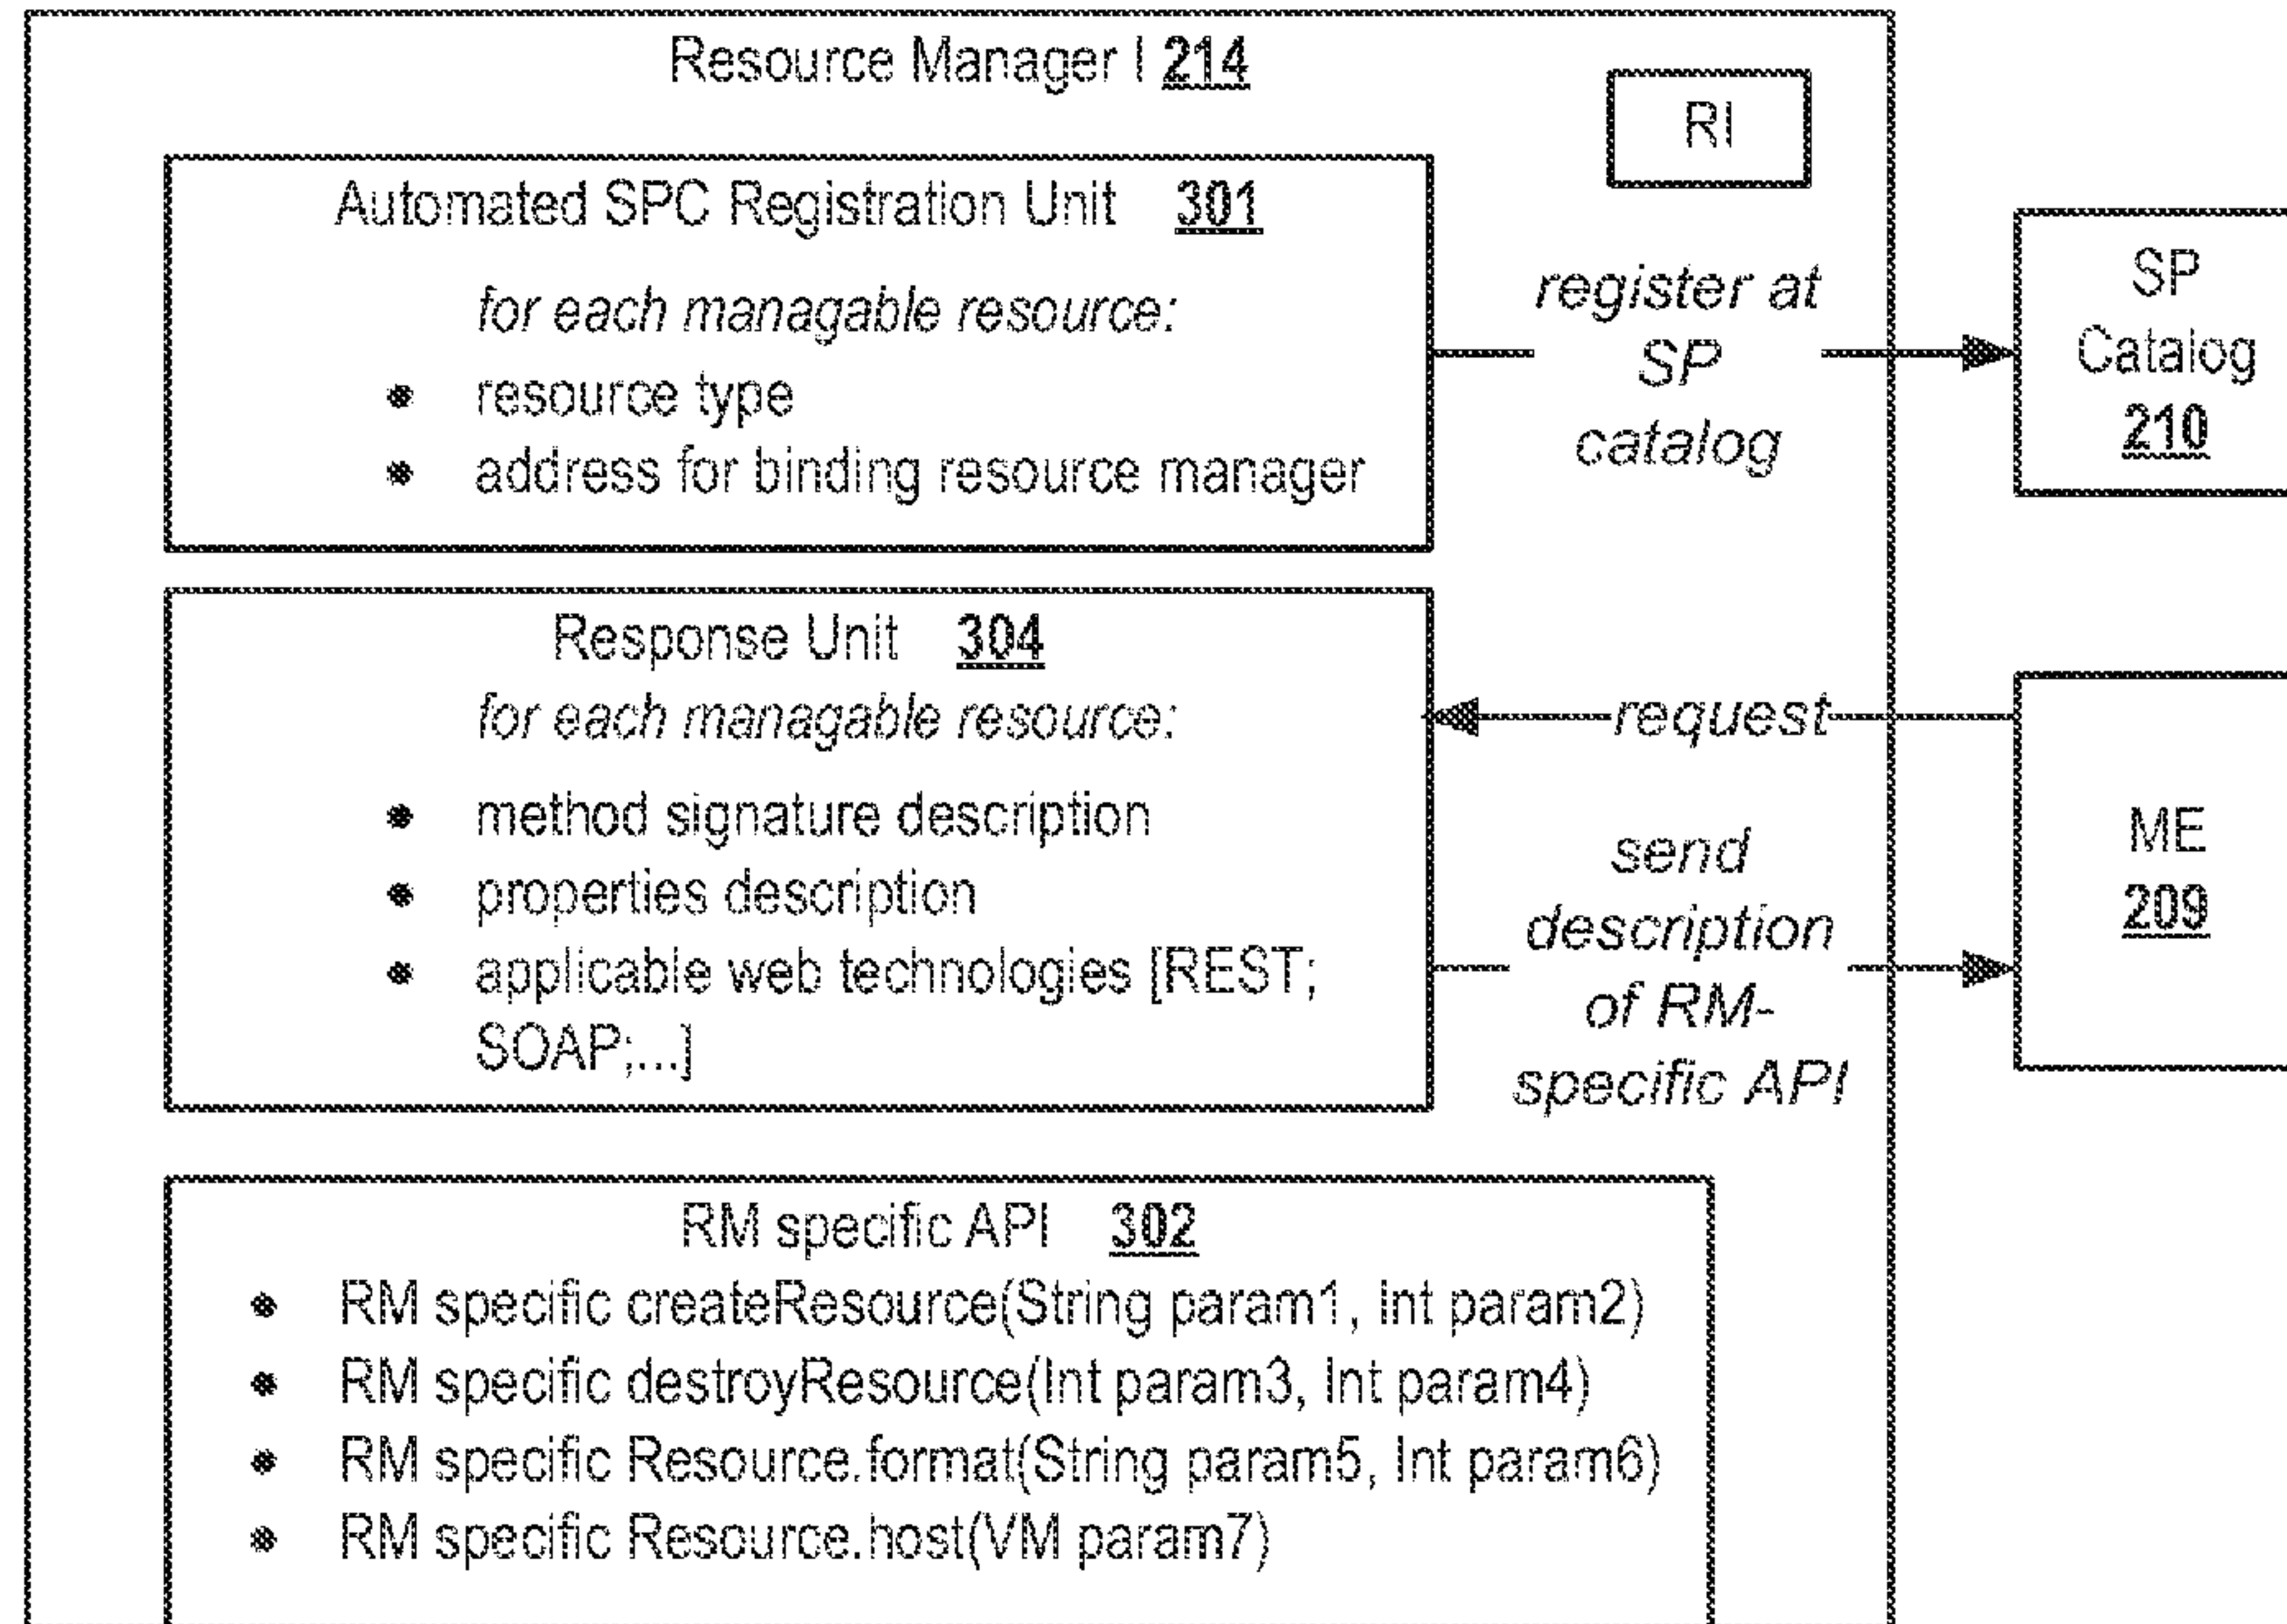 Resource Manager I 214
RI
Automated SPC Registration Unit 301
for each managable resource:
• resource type
• address for binding resource manager
register at
SP
catalog
SP
Catalog
210
Response Unit 304
for each managable resource:
• method signature description
• properties description
• applicable web technologies [REST;
SOAP;...]
request
send
description
of RM-
specific API
ME
209
RM specific API 302
• RM specific createResource(String param1, Int param2)
• RM specific destroyResource(Int param3, Int param4)
• RM specific Resource.format(String param5, Int param6)
• RM specific Resource.host(VM param7)